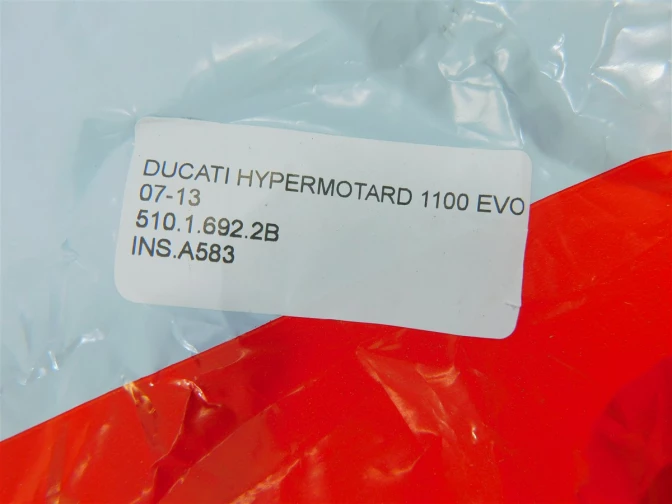 DUCATI HYPERMOTARD 1100 EVO
07-13
510.1.692.2B
INS.A583